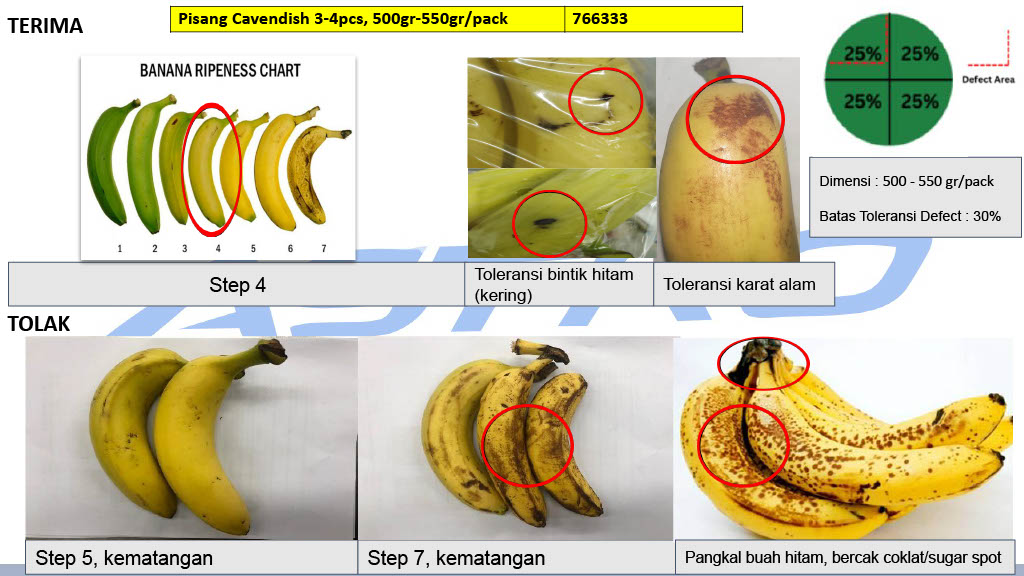 TERIMA
Pisang Cavendish 3-4pcs, 500gr-550gr/pack 766333
BANANA RIPENESS CHART
1 2 3 4 5 6 7
25% 25%
25% 25%
Defect Area
Dimensi : 500 - 550 gr/pack
Batas Toleransi Defect : 30%
Step 4
Toleransi bintik hitam
(kering)
Toleransi karat alam
TOLAK
Step 5, kematangan
Step 7, kematangan
Pangkal buah hitam, bercak coklat/sugar spot